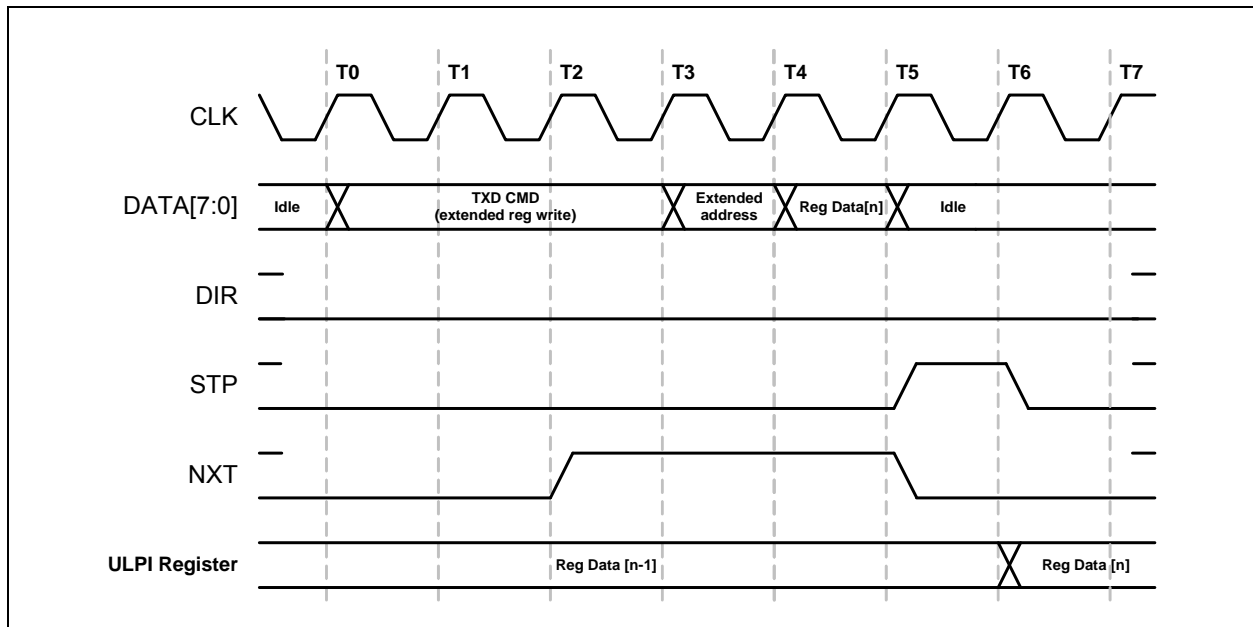 T0 T1 T2 T3 T4 T5 T6 T7
CLK
DATA[7:0] Idle TXD CMD Extended Reg Data[n] Idle
(extended reg write) address
DIR
STP
NXT
ULPI Register Reg Data [n-1] Reg Data [n]